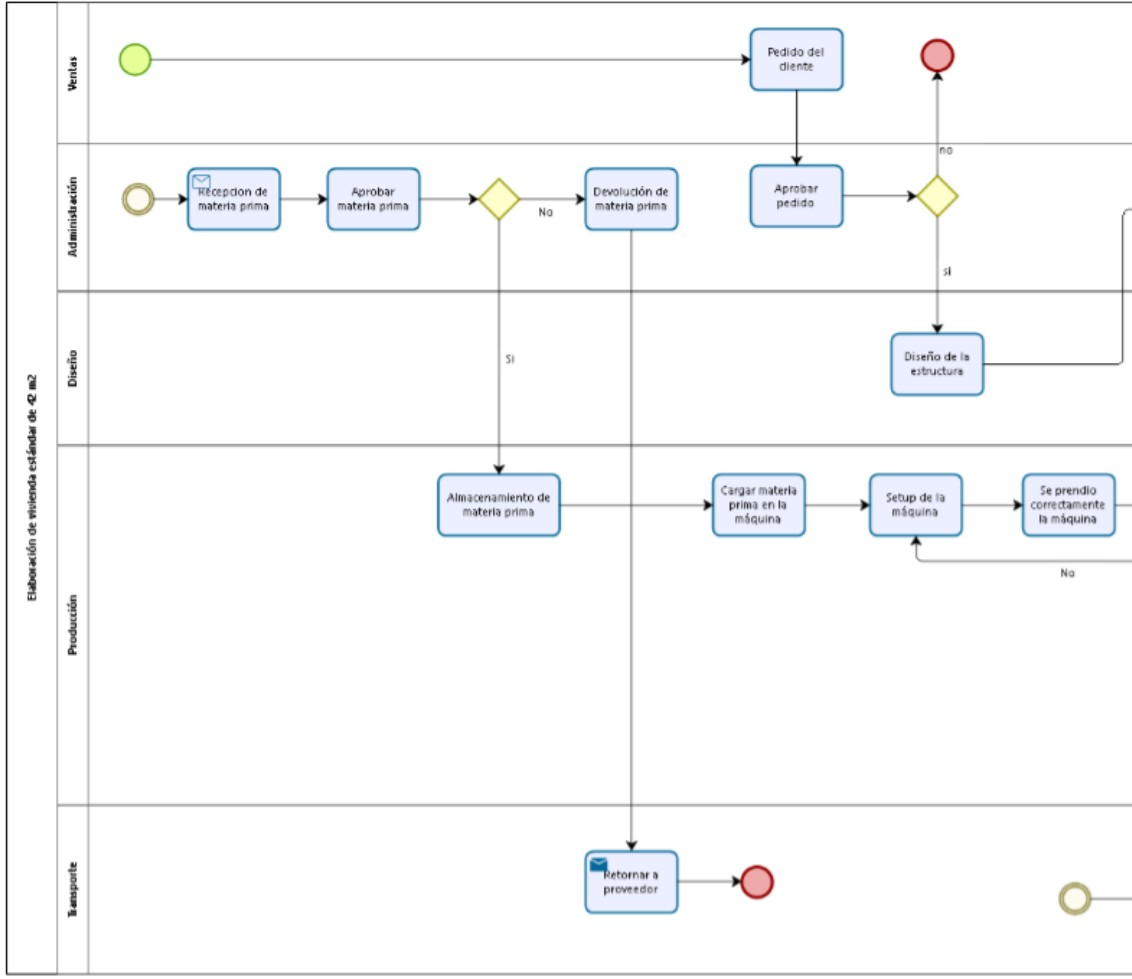 Elaboración de vivienda estándar de 42 m2
Ventas
Pedido del
cliente
no
Administración
Recepcion de
materia prima
Aprobar
materia prima
No
Devolución de
materia prima
Aprobar
pedido
si
Diseño
Si
Diseño de la
estructura
Producción
Almacenamiento de
materia prima
Cargar materia
prima en la
máquina
Setup de la
máquina
Se prendio
correctamente
la máquina
No
Transporte
Retornar a
proveedor